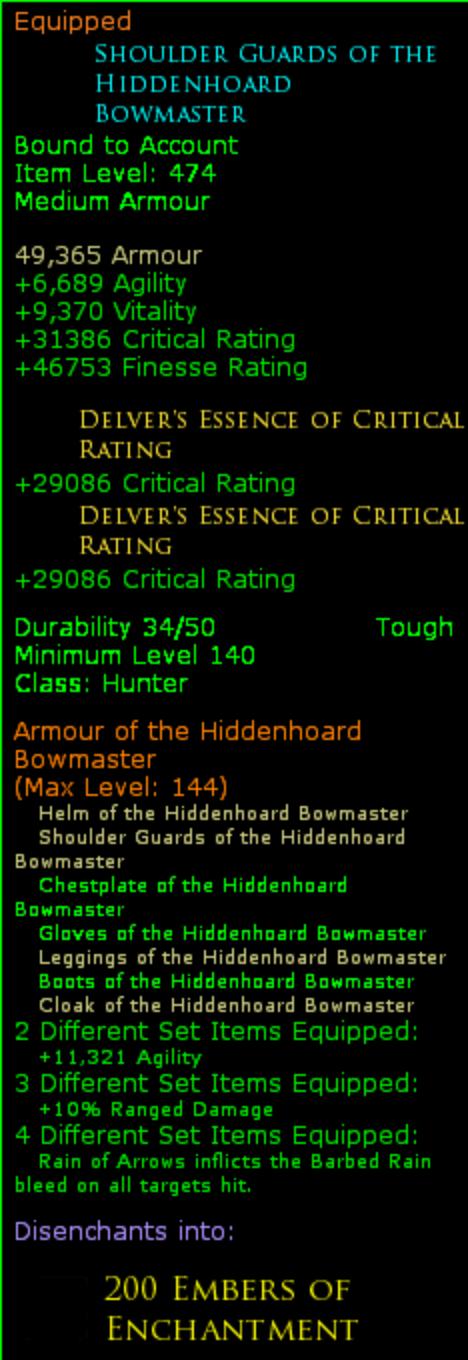 Equipped
SHOULDER GUARDS OF THE
HIDDENHOARD
BOWMASTER
Bound to Account
Item Level: 474
Medium Armour
49,365 Armour
+6,689 Agility
+9,370 Vitality
+31386 Critical Rating
+46753 Finesse Rating
DELVER'S ESSENCE OF CRITICAL
RATING
+29086 Critical Rating
DELVER'S ESSENCE OF CRITICAL
RATING
+29086 Critical Rating
Durability 34/50 Tough
Minimum Level 140
Class: Hunter
Armour of the Hiddenhoard
Bowmaster
(Max Level: 144)
Helm of the Hiddenhoard Bowmaster
Shoulder Guards of the Hiddenhoard
Bowmaster
Chestplate of the Hiddenhoard
Bowmaster
Gloves of the Hiddenhoard Bowmaster
Leggings of the Hiddenhoard Bowmaster
Boots of the Hiddenhoard Bowmaster
Cloak of the Hiddenhoard Bowmaster
2 Different Set Items Equipped:
+11,321 Agility
3 Different Set Items Equipped:
+10% Ranged Damage
4 Different Set Items Equipped:
Rain of Arrows inflicts the Barbed Rain
bleed on all targets hit.
Disenchants into:
200 EMBERS OF
ENCHANTMENT